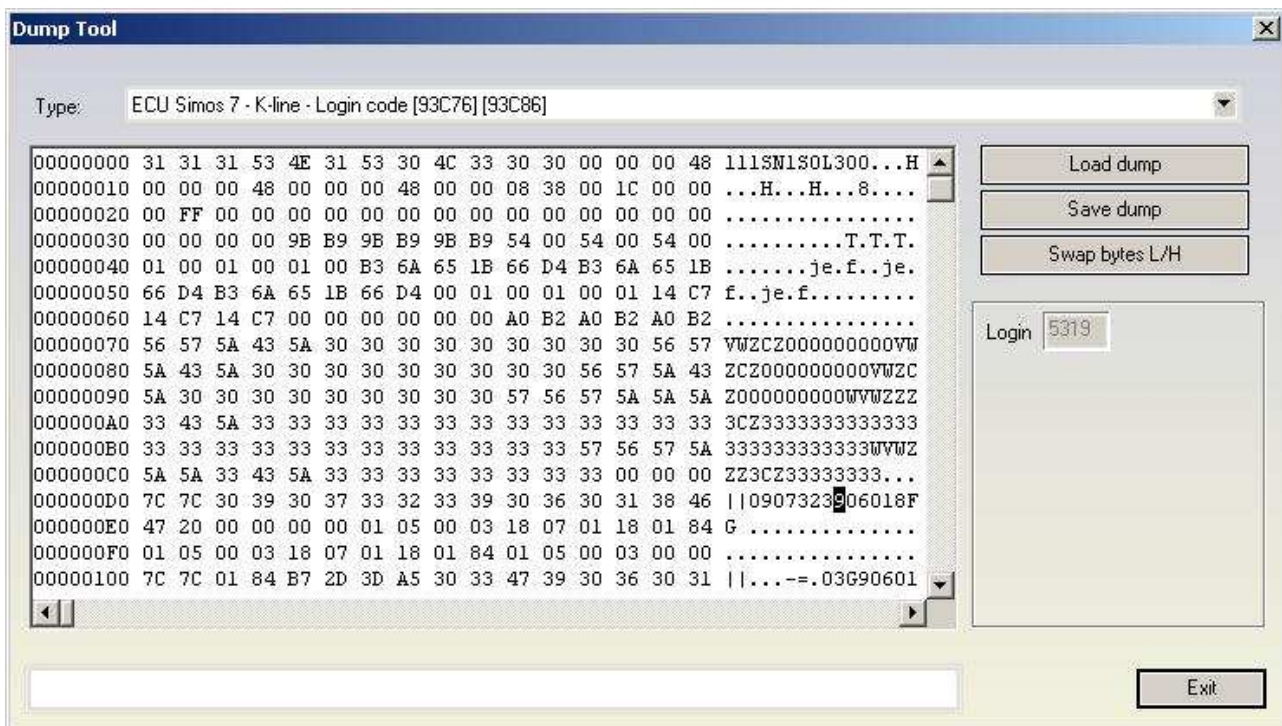 Dump Tool
Type: ECU Simos 7 - K-line - Login code [93C76] [93C86]
00000000 31 31 31 53 4E 31 53 30 4C 33 30 30 00 00 00 48 111SN1S0L300...H
00000010 00 00 00 48 00 00 00 48 00 00 08 38 00 1C 00 00 ...H...H...8....
00000020 00 FF 00 00 00 00 00 00 00 00 00 00 00 00 00 00 ................
00000030 00 00 00 00 9B B9 9B B9 9B B9 54 00 54 00 54 00 ..........T.T.T.
00000040 01 00 01 00 01 00 B3 6A 65 1B 66 D4 B3 6A 65 1B .......je.f..je.
00000050 66 D4 B3 6A 65 1B 66 D4 00 01 00 01 00 01 14 C7 f..je.f.........
00000060 14 C7 14 C7 00 00 00 00 00 00 A0 B2 A0 B2 A0 B2 ................
00000070 56 57 5A 43 5A 30 30 30 30 30 30 30 30 30 56 57 VWZCZ000000000VW
00000080 5A 43 5A 30 30 30 30 30 30 30 30 30 56 57 5A 43 ZCZ000000000VWZC
00000090 5A 30 30 30 30 30 30 30 30 30 57 56 57 5A 5A 5A Z000000000WVWZZZ
000000A0 33 43 5A 33 33 33 33 33 33 33 33 33 33 33 33 33 3CZ3333333333333
000000B0 33 33 33 33 33 33 33 33 33 33 33 33 57 56 57 5A 333333333333WVWZ
000000C0 5A 5A 33 43 5A 33 33 33 33 33 33 33 33 00 00 00 ZZ3CZ33333333...
000000D0 7C 7C 30 39 30 37 33 32 33 39 30 36 30 31 38 46 ||0907323906018F
000000E0 47 20 00 00 00 00 01 05 00 03 18 07 01 18 01 84 G ..............
000000F0 01 05 00 03 18 07 01 18 01 84 01 05 00 03 00 00 ................
00000100 7C 7C 01 84 B7 2D 3D A5 30 33 47 39 30 36 30 31 ||...-=.03G90601
Load dump
Save dump
Swap bytes L/H
Login 5319
Exit